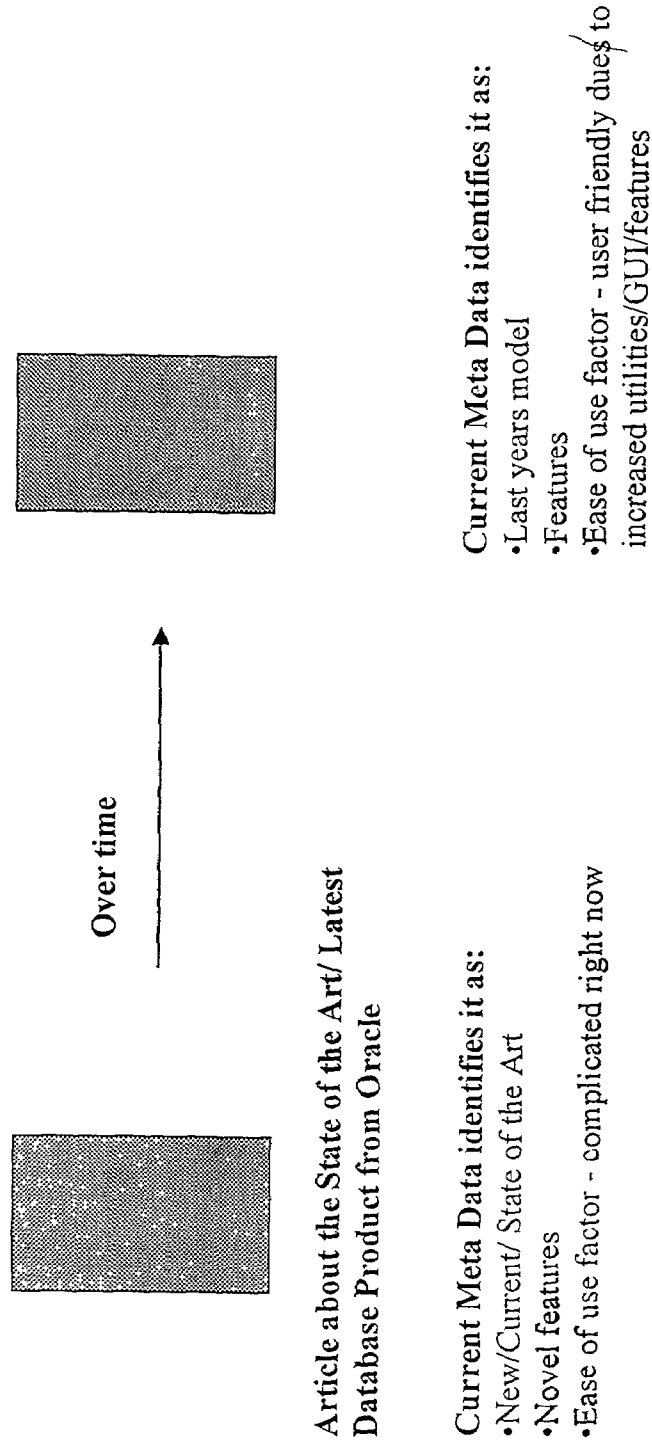 Over time
Article about the State of the Art/ Latest
Database Product from Oracle
Current Meta Data identifies it as:
•New/Current/ State of the Art
•Novel features
•Ease of use factor - complicated right now
Current Meta Data identifies it as:
•Last years model
•Features
•Ease of use factor - user friendly dues to
increased utilities/GUI/features